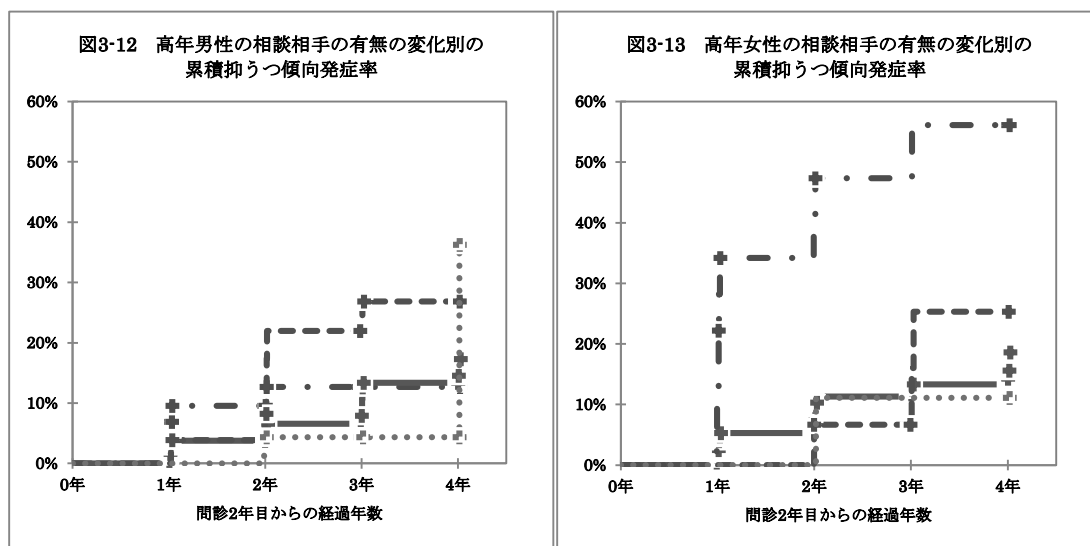 図3-12 高年男性の相談相手の有無の変化別の
累積抑うつ傾向発症率
60%
50%
40%
30%
20%
10%
0%
0年 1年 2年 3年 4年
問診2年目からの経過年数
図3-13 高年女性の相談相手の有無の変化別の
累積抑うつ傾向発症率
60%
50%
40%
30%
20%
10%
0%
0年 1年 2年 3年 4年
問診2年目からの経過年数